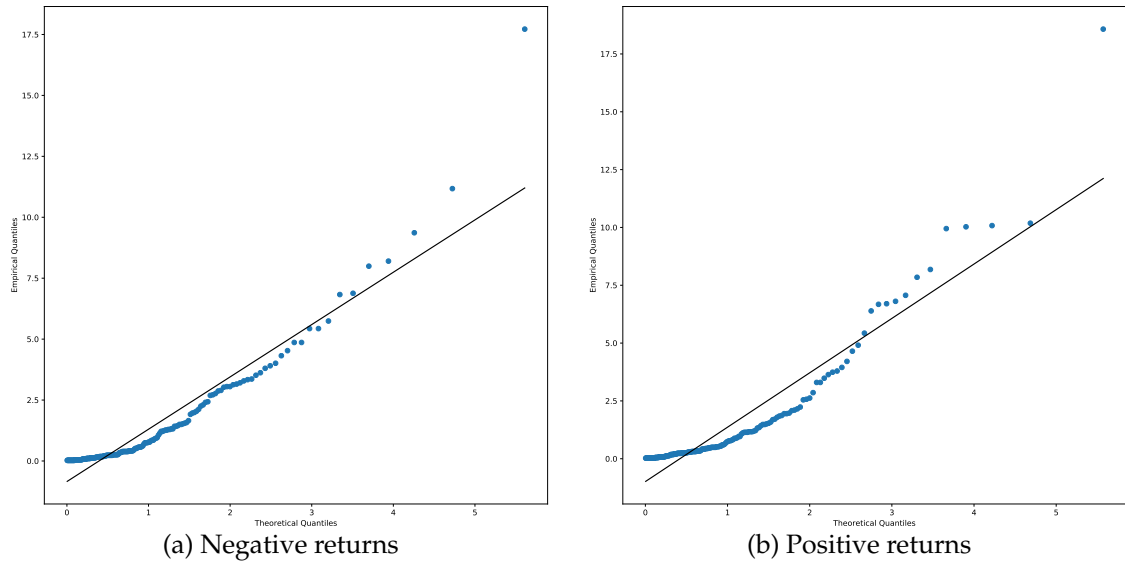 17.5
15.0
12.5
10.0
7.5
5.0
2.5
0.0
Empirical Quantiles
0 1 2 3 4 5
Theoretical Quantiles
(a) Negative returns
17.5
15.0
12.5
10.0
7.5
5.0
2.5
0.0
Empirical Quantiles
0 1 2 3 4 5
Theoretical Quantiles
(b) Positive returns